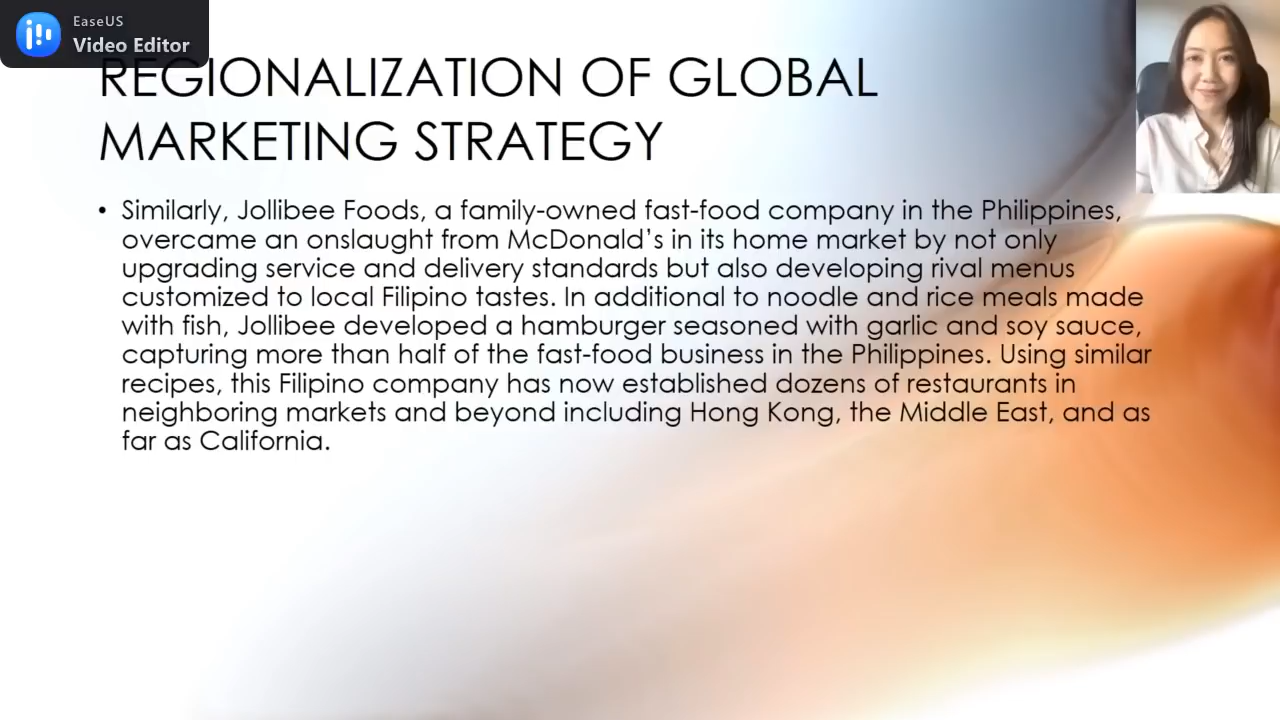 EaseUS
Video Editor
REGIONALIZATION OF GLOBAL
MARKETING STRATEGY
• Similarly, Jollibee Foods, a family-owned fast-food company in the Philippines,
overcame an onslaught from McDonald's in its home market by not only
upgrading service and delivery standards but also developing rival menus
customized to local Filipino tastes. In additional to noodle and rice meals made
with fish, Jollibee developed a hamburger seasoned with garlic and soy sauce,
capturing more than half of the fast-food business in the Philippines. Using similar
recipes, this Filipino company has now established dozens of restaurants in
neighboring markets and beyond including Hong Kong, the Middle East, and as
far as California.